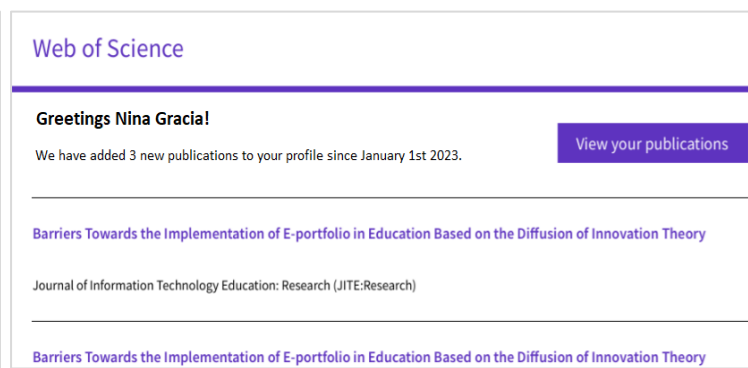 Web of Science
Greetings Nina Gracia!
We have added 3 new publications to your profile since January 1st 2023.
View your publications
Barriers Towards the Implementation of E-portfolio in Education Based on the Diffusion of Innovation Theory
Journal of Information Technology Education: Research (JITE:Research)
Barriers Towards the Implementation of E-portfolio in Education Based on the Diffusion of Innovation Theory